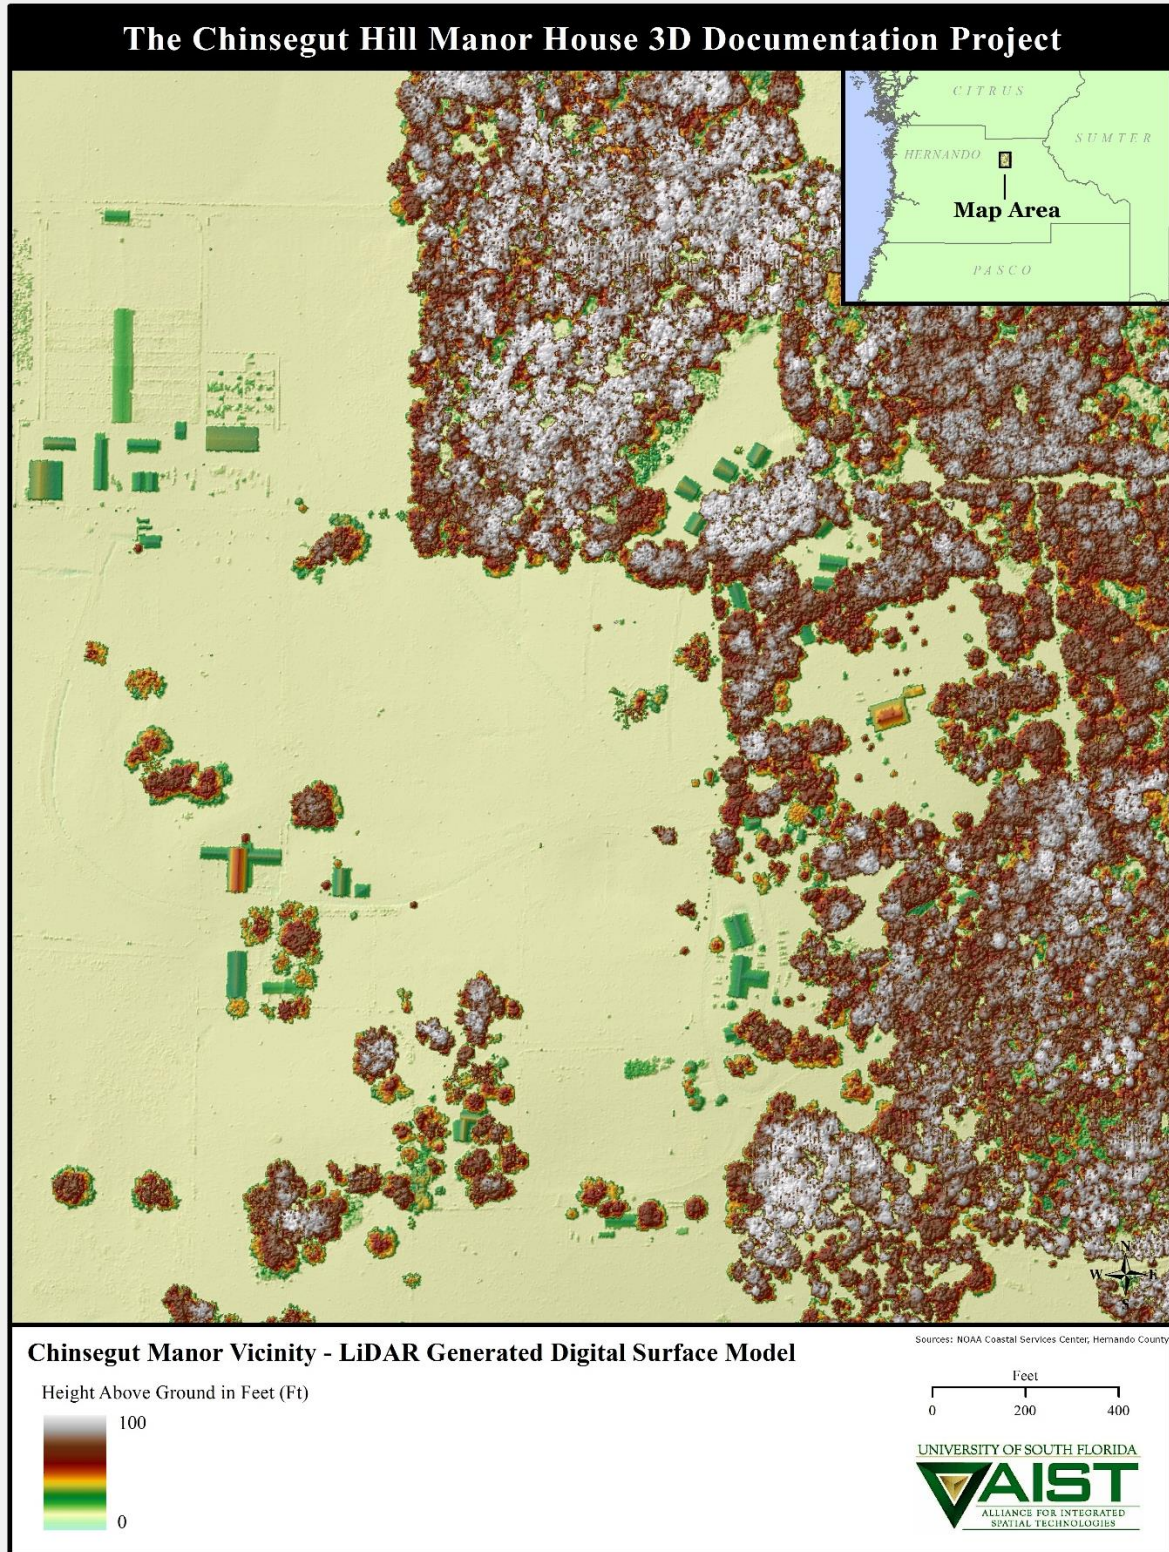 The Chinsegut Hill Manor House 3D Documentation Project
CITRUS
SUMTER
HERNANDO
Map Area
PASCO
N
W E
S
Chinsegut Manor Vicinity - LiDAR Generated Digital Surface Model
Sources: NOAA Coastal Services Center, Hernando County
Height Above Ground in Feet (Ft)
100
0
Feet
0 200 400
UNIVERSITY OF SOUTH FLORIDA
AIST
ALLIANCE FOR INTEGRATED
SPATIAL TECHNOLOGIES